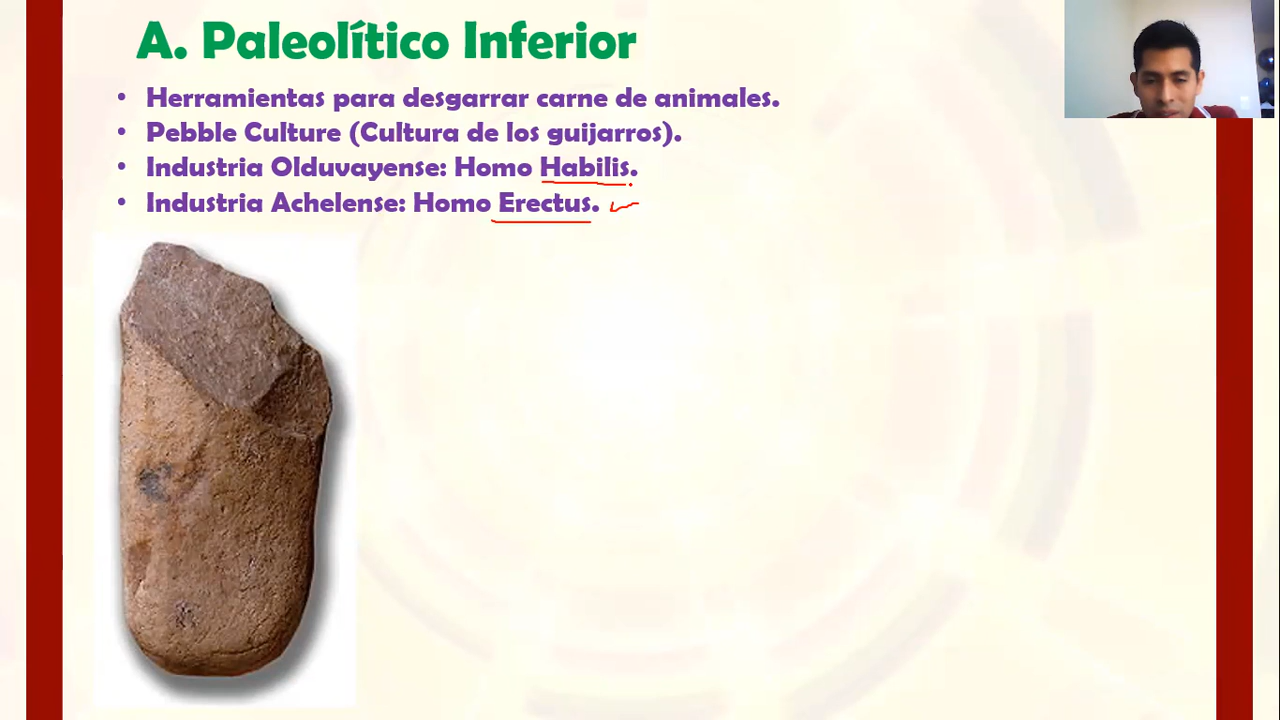 A. Paleolítico Inferior
• Herramientas para desgarrar carne de animales.
• Pebble Culture (Cultura de los guijarros).
• Industria Olduvayense: Homo Habilis.
• Industria Achelense: Homo Erectus.